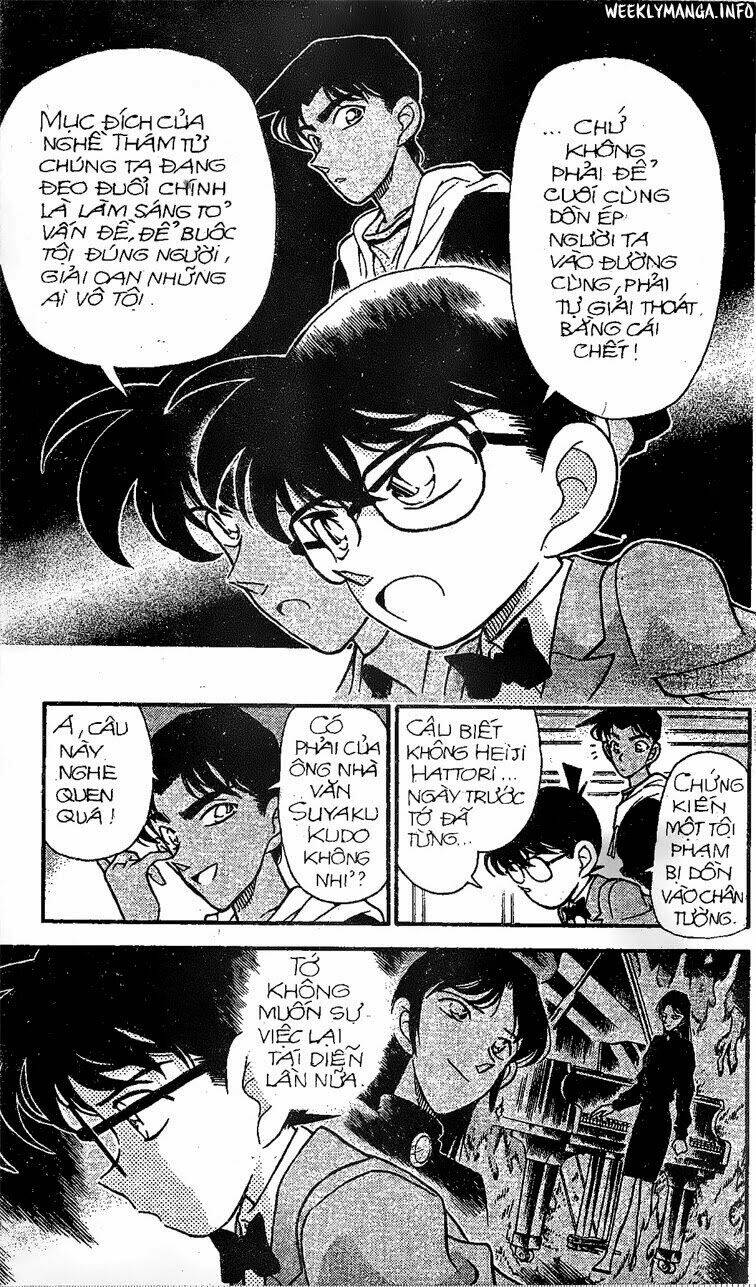 WEEKLYMANGA.INFO
MỤC ĐÍCH CỦA
NGHỀ THÁM TỬ
CHÚNG TA ĐANG
ĐEO ĐUỔI CHÍNH
LÀ LÀM SÁNG TỎ
VẤN ĐỀ, ĐỂ BUỘC
TỘI ĐÚNG NGƯỜI,
GIẢI OAN NHỮNG
AI VÔ TỘI.
... CHỨ
KHÔNG
PHẢI ĐỂ
CUỐI CÙNG
DỒN ÉP
NGƯỜI TA
VÀO ĐƯỜNG
CÙNG, PHẢI
TỰ GIẢI THOÁT
BẰNG CÁI
CHẾT!
A, CÂU
NÀY
NGHE
QUEN
QUÁ!
CÓ
PHẢI CỦA
ÔNG NHÀ
VĂN
SUYAKU
KUDO
KHÔNG
NHỈ?
CẬU BIẾT
KHÔNG HEIJI
HATTORI...
NGÀY TRƯỚC
TỚ ĐÃ
TỪNG...
CHỨNG
KIẾN
MỘT TỘI
PHẠM
BỊ DỒN
VÀO CHÂN
TƯỜNG.
TỚ
KHÔNG
MUỐN SỰ
VIỆC LẠI
TÁI DIỄN
LẦN NỮA.